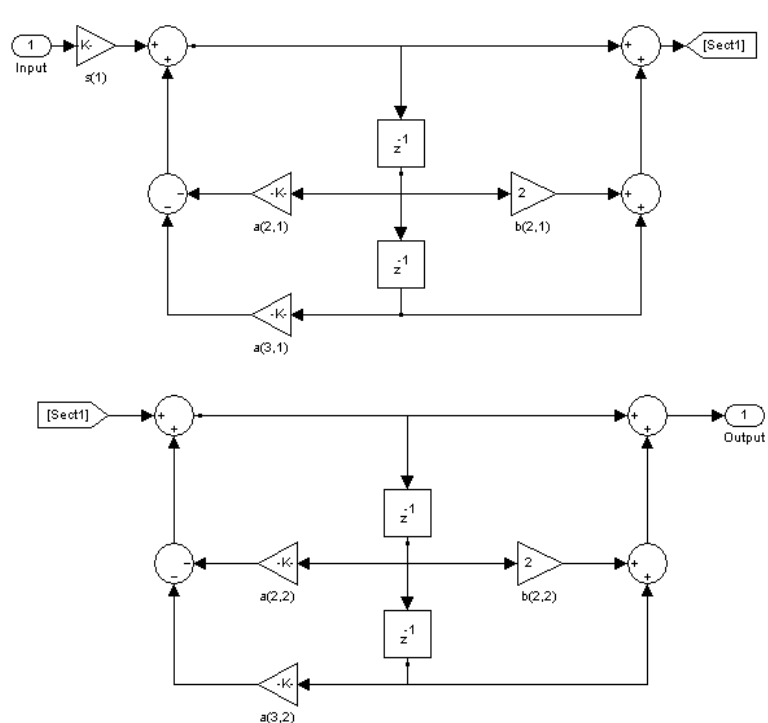 1
Input
K-
s(1)
+
+
+
+
[Sect1]
z-1
-
-
-K-
a(2,1)
2
b(2,1)
+
+
z-1
-K-
a(3,1)
[Sect1]
+
+
+
+
1
Output
z-1
-
-
-K-
a(2,2)
2
b(2,2)
+
+
z-1
-K-
a(3,2)